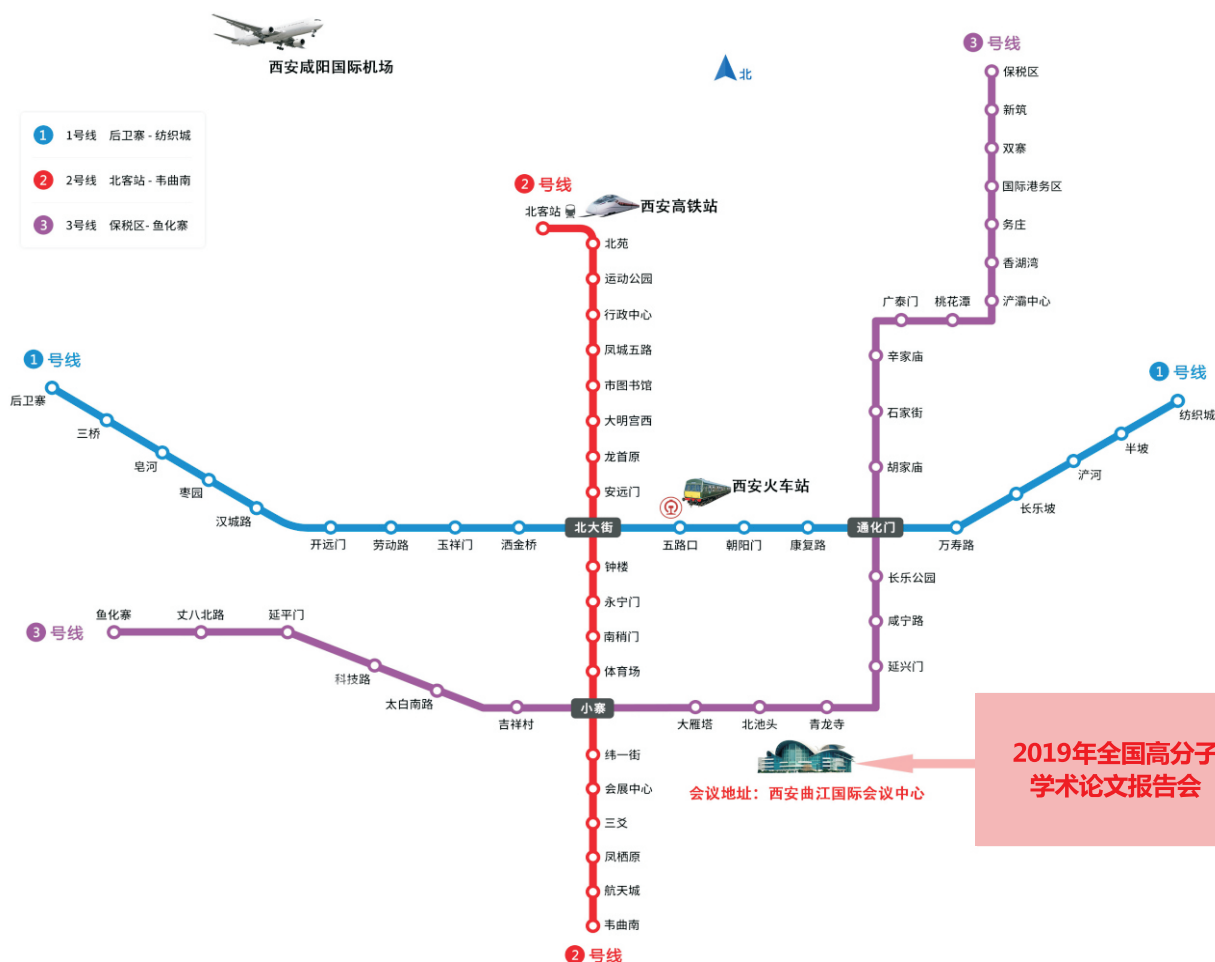 西安咸阳国际机场
北
3 号线
1 1号线 后卫寨 - 纺织城
2 2号线 北客站 - 韦曲南
3 3号线 保税区- 鱼化寨
保税区
新筑
双寨
国际港务区
务庄
香湖湾
浐灞中心
桃花潭
广泰门
辛家庙
石家街
胡家庙
2 号线
北客站
西安高铁站
北苑
运动公园
行政中心
凤城五路
市图书馆
大明宫西
龙首原
安远门
1 号线
后卫寨
三桥
皂河
枣园
汉城路
开远门
劳动路
玉祥门
洒金桥
北大街
西安火车站
五路口
朝阳门
康复路
通化门
万寿路
长乐坡
浐河
半坡
纺织城
1 号线
钟楼
永宁门
南稍门
体育场
长乐公园
咸宁路
延兴门
3 号线
鱼化寨
丈八北路
延平门
科技路
太白南路
吉祥村
小寨
大雁塔
北池头
青龙寺
纬一街
会展中心
三爻
凤栖原
航天城
韦曲南
2 号线
会议地址：西安曲江国际会议中心
2019年全国高分子
学术论文报告会